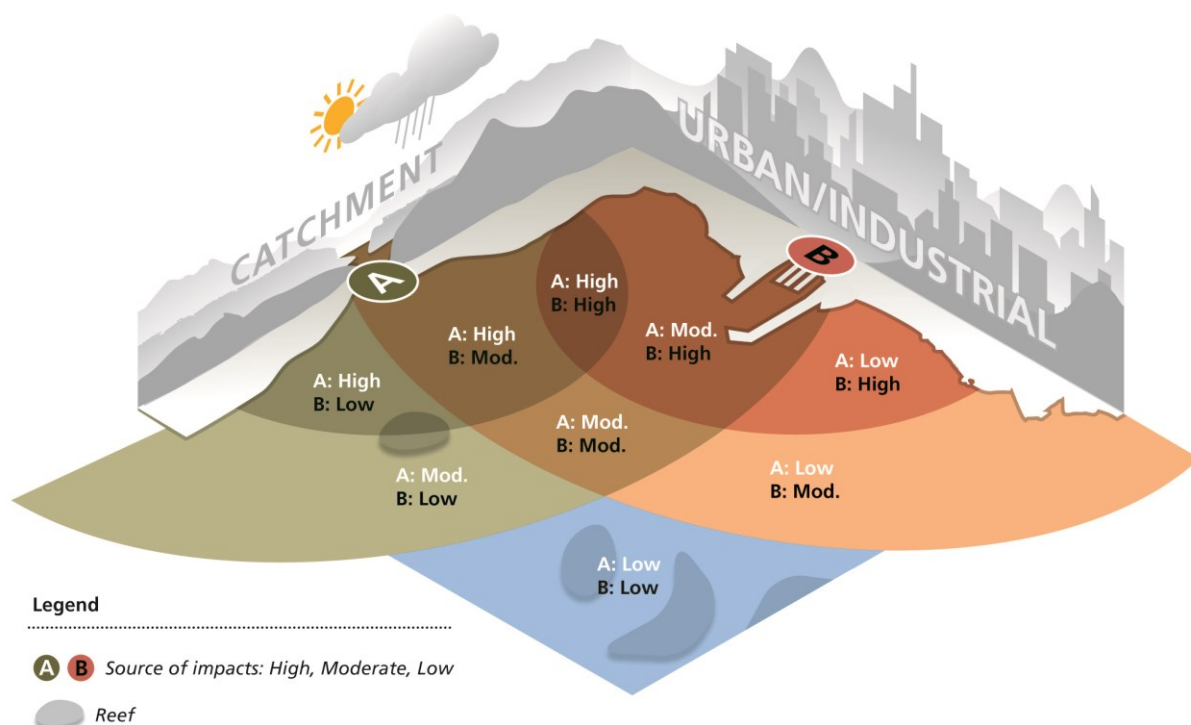 CATCHMENT
URBAN/INDUSTRIAL
A
B
A: High
B: High
A: High
B: Mod.
A: Mod.
B: High
A: High
B: Low
A: Low
B: High
A: Mod.
B: Mod.
A: Mod.
B: Low
A: Low
B: Mod.
A: Low
B: Low
Legend
A B Source of impacts: High, Moderate, Low
Reef